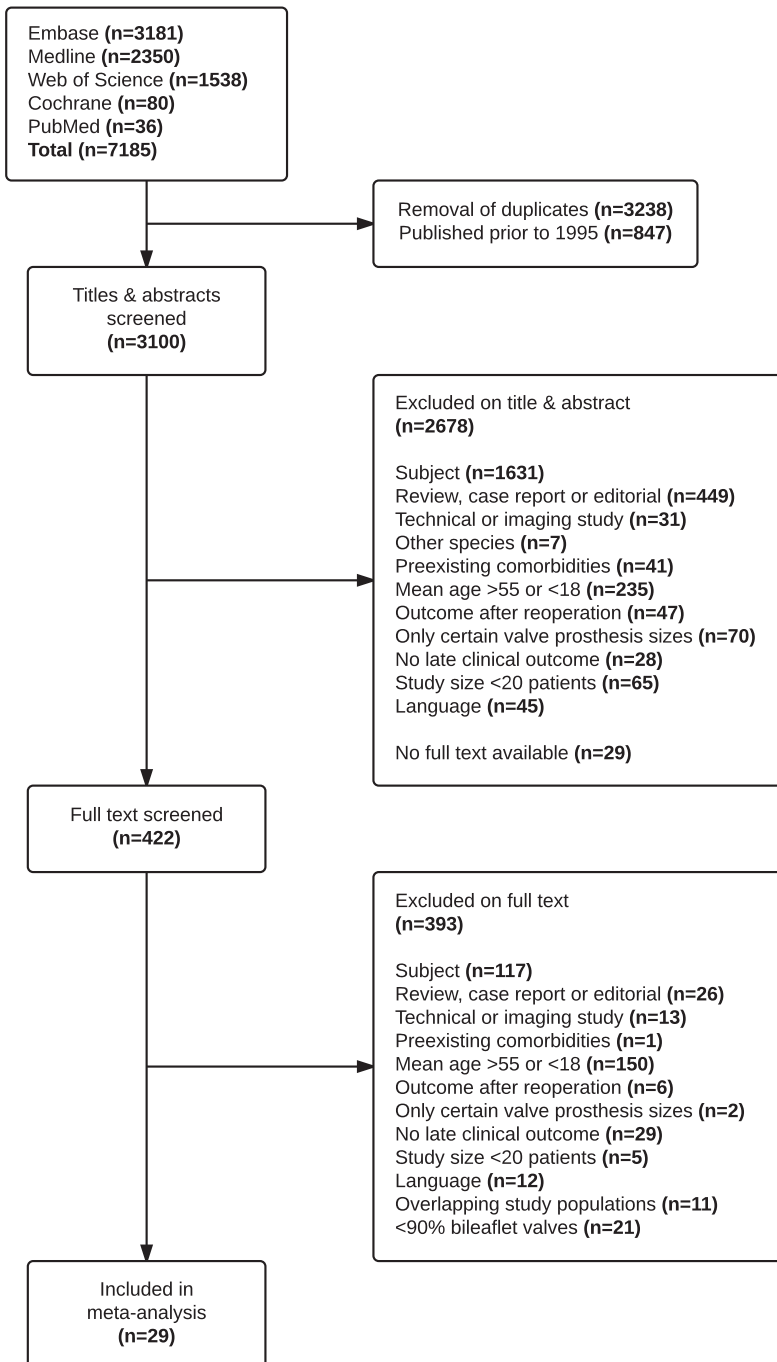 Embase (n=3181)
Medline (n=2350)
Web of Science (n=1538)
Cochrane (n=80)
PubMed (n=36)
Total (n=7185)
Removal of duplicates (n=3238)
Published prior to 1995 (n=847)
Titles & abstracts
screened
(n=3100)
Excluded on title & abstract
(n=2678)
Subject (n=1631)
Review, case report or editorial (n=449)
Technical or imaging study (n=31)
Other species (n=7)
Preexisting comorbidities (n=41)
Mean age >55 or <18 (n=235)
Outcome after reoperation (n=47)
Only certain valve prosthesis sizes (n=70)
No late clinical outcome (n=28)
Study size <20 patients (n=65)
Language (n=45)
No full text available (n=29)
Full text screened
(n=422)
Excluded on full text
(n=393)
Subject (n=117)
Review, case report or editorial (n=26)
Technical or imaging study (n=13)
Preexisting comorbidities (n=1)
Mean age >55 or <18 (n=150)
Outcome after reoperation (n=6)
Only certain valve prosthesis sizes (n=2)
No late clinical outcome (n=29)
Study size <20 patients (n=5)
Language (n=12)
Overlapping study populations (n=11)
<90% bileaflet valves (n=21)
Included in
meta-analysis
(n=29)